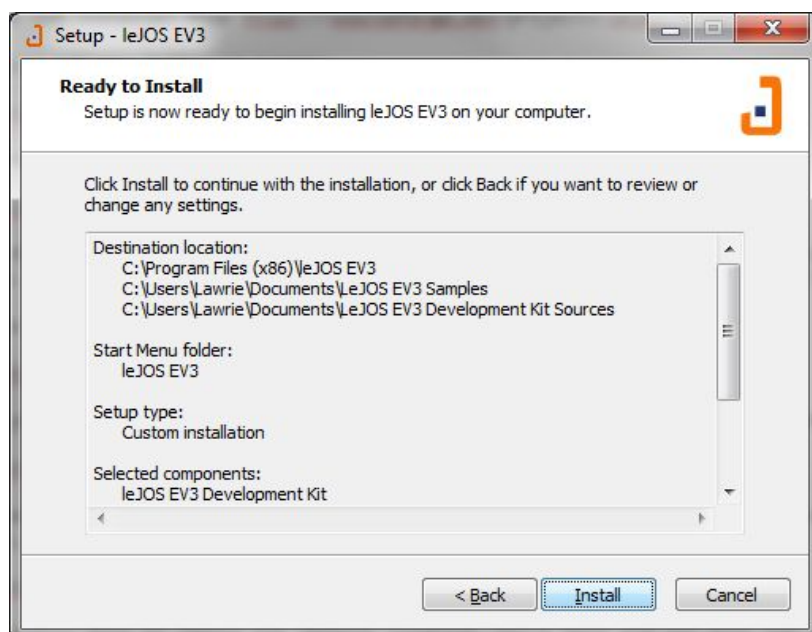 Setup - leJOS EV3
Ready to Install
Setup is now ready to begin installing leJOS EV3 on your computer.
Click Install to continue with the installation, or click Back if you want to review or
change any settings.
Destination location:
C:\Program Files (x86)\leJOS EV3
C:\Users\Lawrie\Documents\LeJOS EV3 Samples
C:\Users\Lawrie\Documents\LeJOS EV3 Development Kit Sources
Start Menu folder:
leJOS EV3
Setup type:
Custom installation
Selected components:
leJOS EV3 Development Kit
< Back Install Cancel